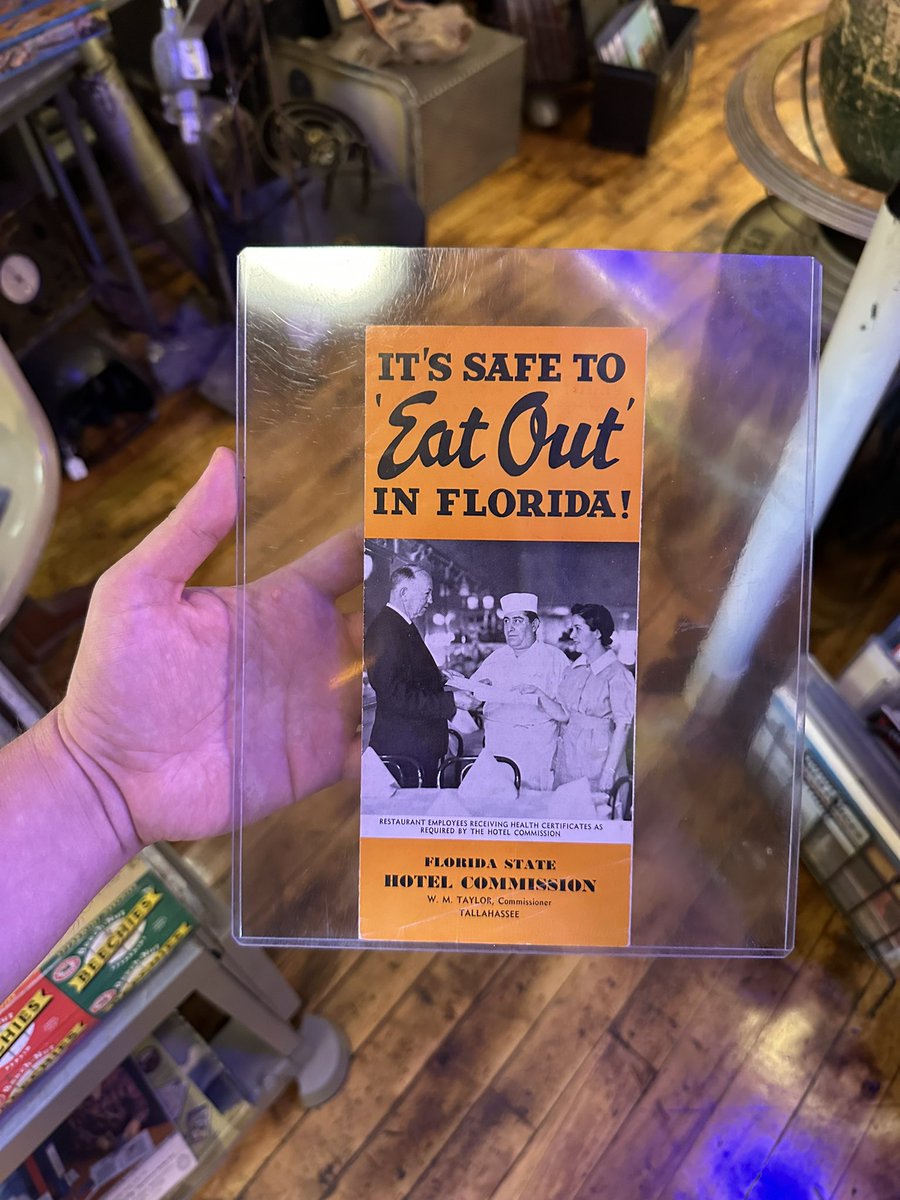 IT'S SAFE TO
'Eat Out'
IN FLORIDA!
RESTAURANT EMPLOYEES RECEIVING HEALTH CERTIFICATES AS
REQUIRED BY THE HOTEL COMMISSION
FLORIDA STATE
HOTEL COMMISSION
W. M. TAYLOR, Commissioner
TALLAHASSEE
BEECHIES